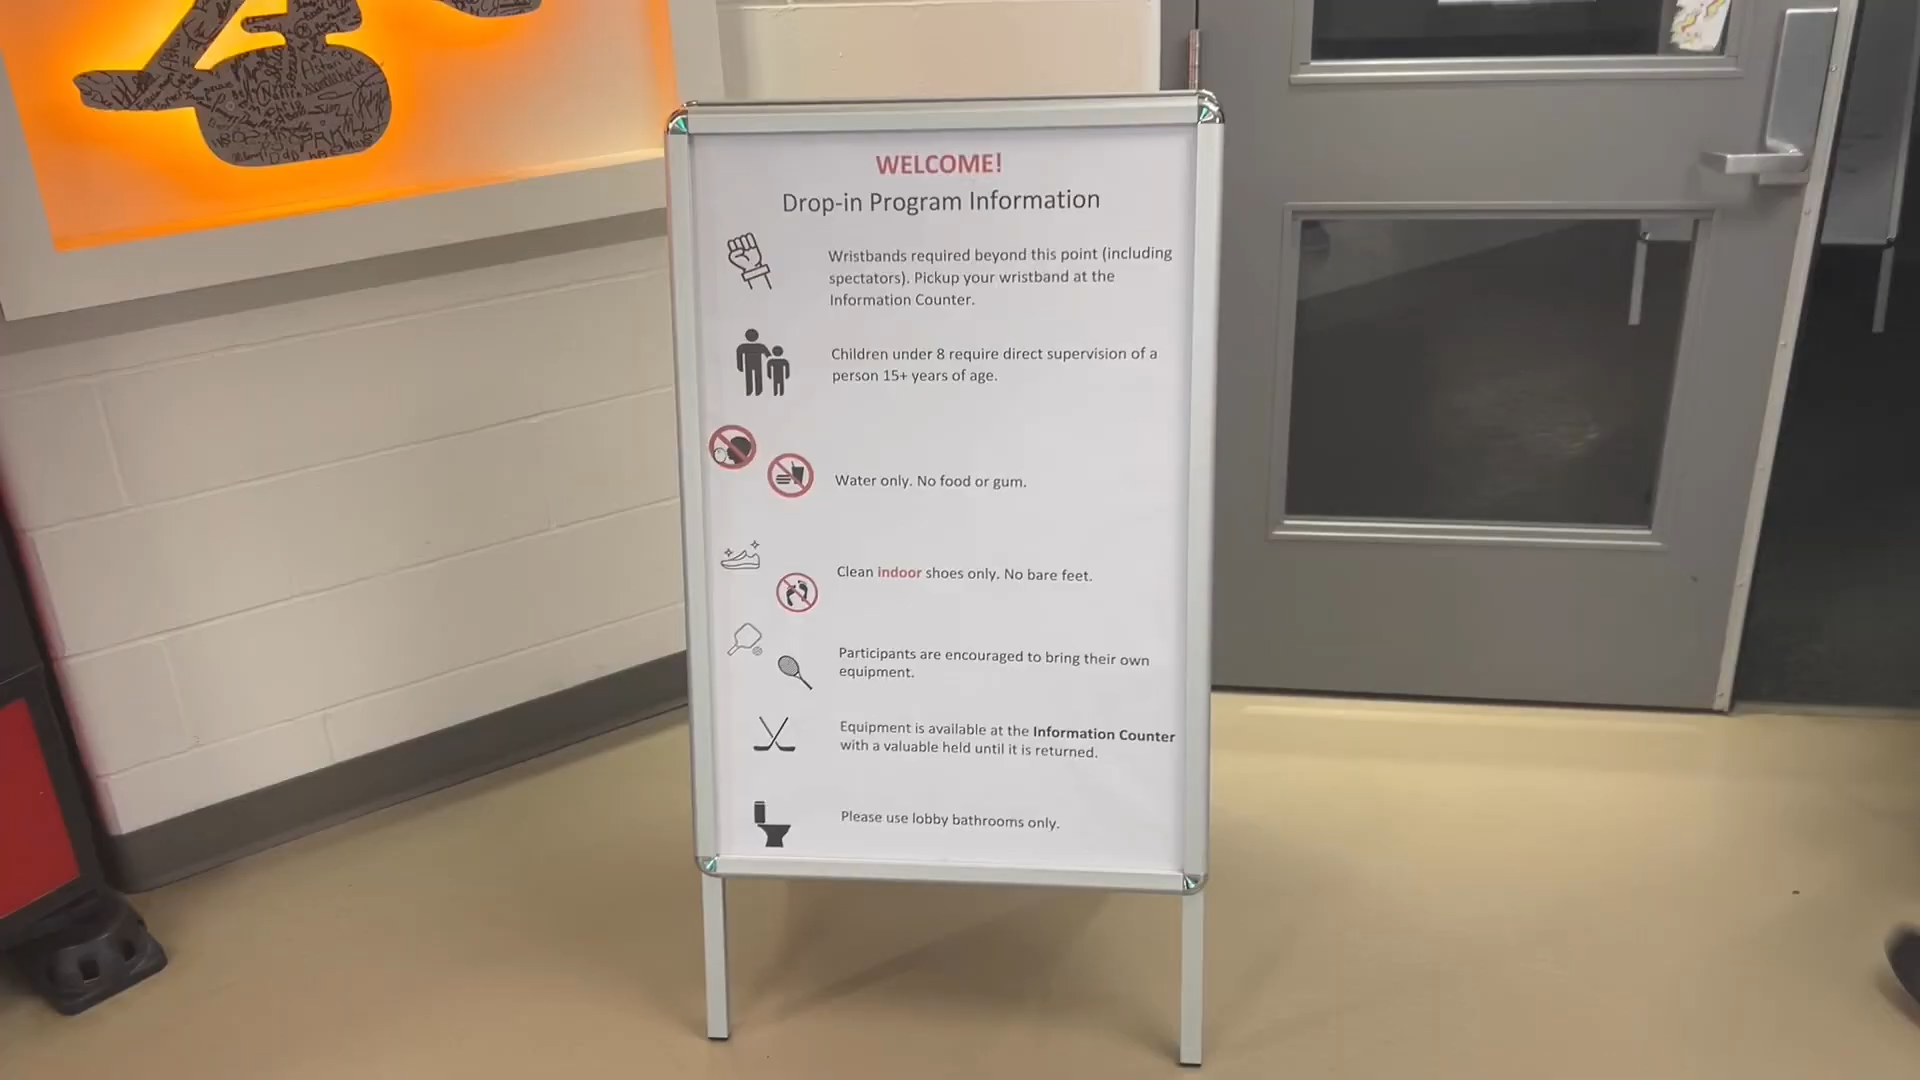 WELCOME!
Drop-in Program Information
Wristbands required beyond this point (including
spectators). Pickup your wristband at the
Information Counter.
Children under 8 require direct supervision of a
person 15+ years of age.
Water only. No food or gum.
Clean indoor shoes only. No bare feet.
Participants are encouraged to bring their own
equipment.
Equipment is available at the Information Counter
with a valuable held until it is returned.
Please use lobby bathrooms only.